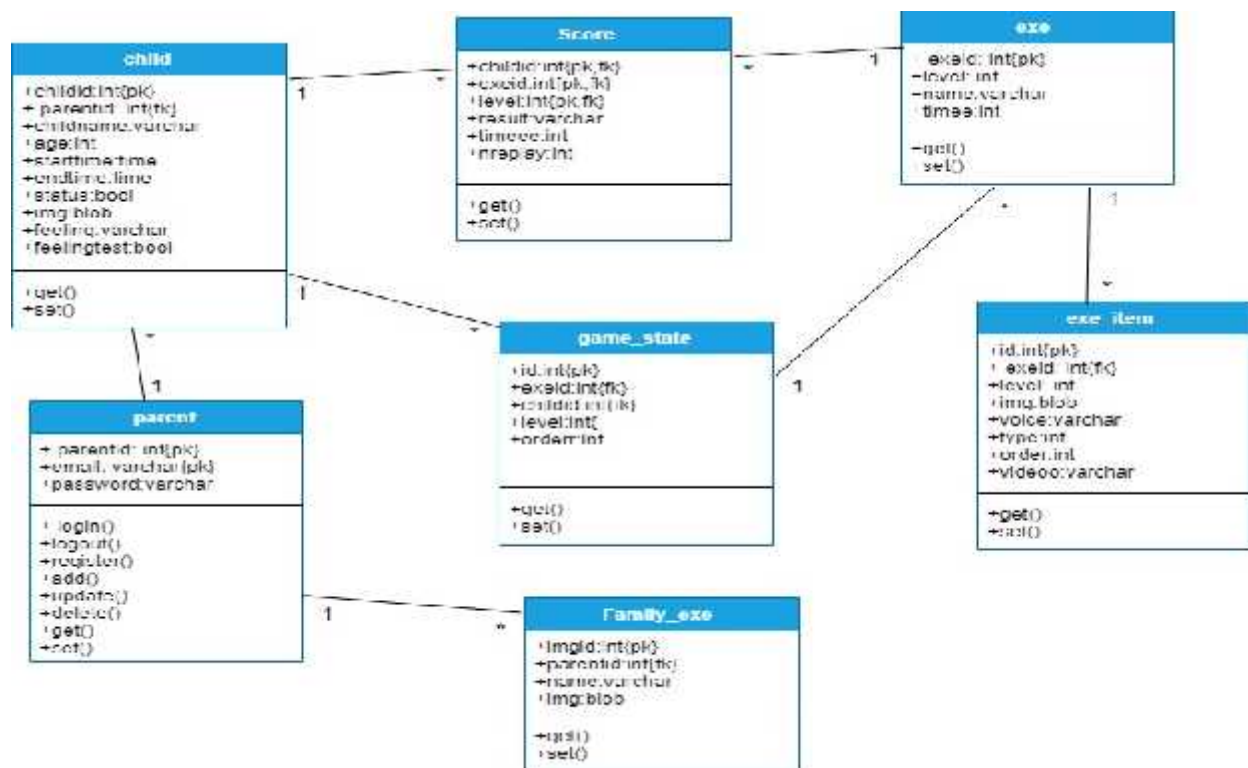 child
+childid:int{pk}
+ parentid: int{fk}
+childname:varchar
+age:int
+starttime:time
+endtime:time
+status:bool
+img:blob
+feeling:varchar
+feelingtest:bool
+get()
+set()
1
*
Score
+childid:int{pk,fk}
+exeid:int{pk,fk}
+level:int{pk,fk}
+result:varchar
+timeee:int
+nreplay:int
+get()
+set()
*
1
exe
+ exeid: int{pk}
+level: int
+name:varchar
+timee:int
+get()
+set()
1
*
exe_item
+id:int{pk}
+ exeid: int{fk}
+level: int
+img:blob
+voice:varchar
+type:int
+order:int
+videoo:varchar
+get()
+set()
1
*
game_state
+id:int{pk}
+exeid:int{fk}
+childid:int{fk}
+level:int{
+orderr:int
+get()
+set()
1
*
*
1
parent
+ parentid: int{pk}
+email: varchar{pk}
+password:varchar
+ login()
+logout()
+register()
+add()
+update()
+delete()
+get()
+set()
1
*
Family_exe
+imgid:int{pk}
+parentid:int{fk}
+name:varchar
+img:blob
+get()
+set()